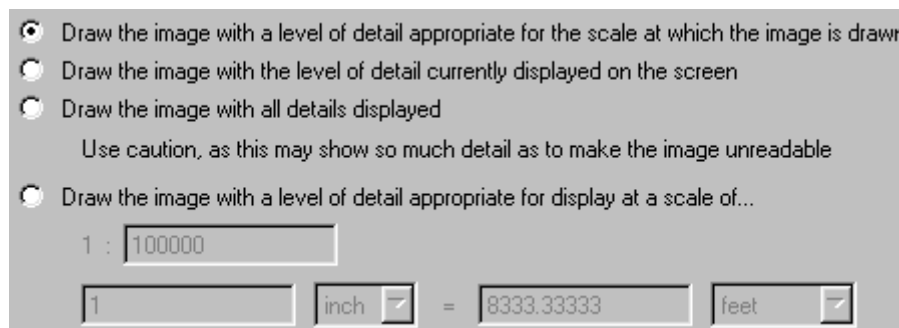 Draw the image with a level of detail appropriate for the scale at which the image is drawn
Draw the image with the level of detail currently displayed on the screen
Draw the image with all details displayed
Use caution, as this may show so much detail as to make the image unreadable
Draw the image with a level of detail appropriate for display at a scale of...
1 : 100000
1 inch = 8333.33333 feet